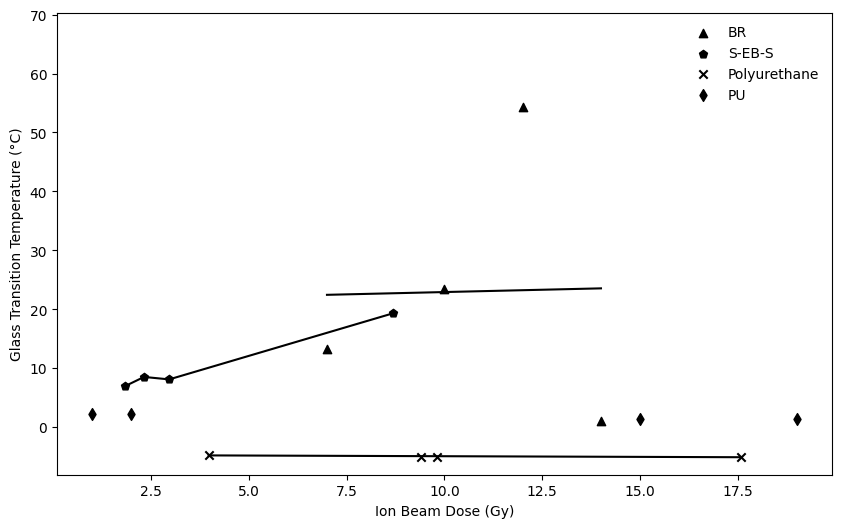 70
60
50
40
30
20
10
0
Glass Transition Temperature (°C)
BR
S-EB-S
Polyurethane
PU
2.5 5.0 7.5 10.0 12.5 15.0 17.5
Ion Beam Dose (Gy)